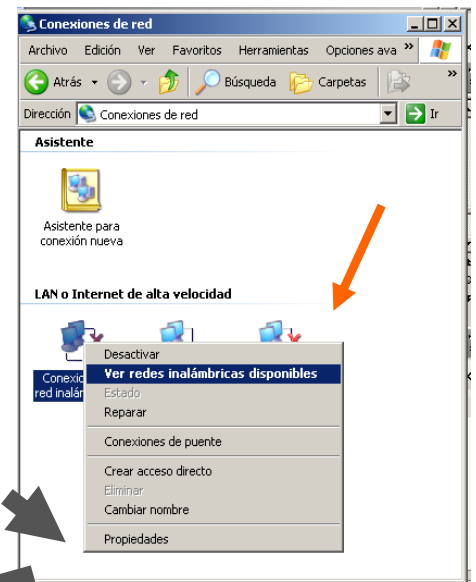 Conexiones de red
Archivo Edición Ver Favoritos Herramientas Opciones ava »
Atrás Búsqueda Carpetas »
Dirección Conexiones de red Ir
Asistente
Asistente para
conexión nueva
LAN o Internet de alta velocidad
Desactivar
Ver redes inalámbricas disponibles
Estado
Reparar
Conexiones de puente
Crear acceso directo
Eliminar
Cambiar nombre
Propiedades